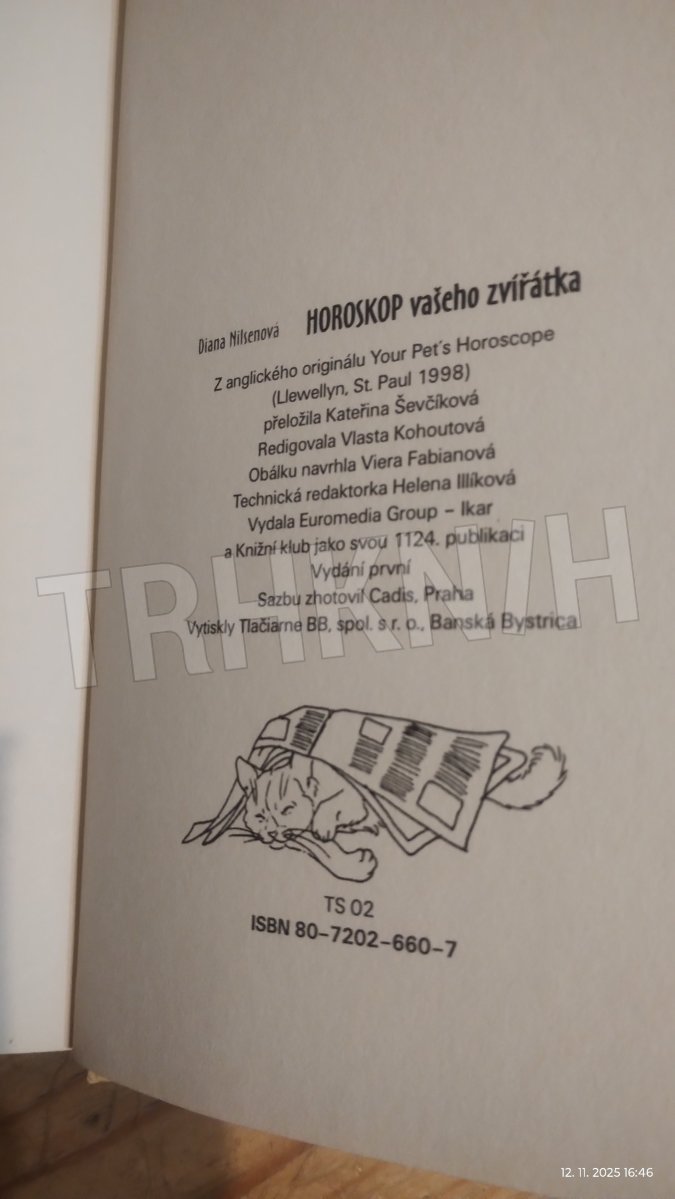 Diana Nilsenová HOROSKOP vašeho zvířátka
Z anglického originálu Your Pet´s Horoscope
(Llewellyn, St. Paul 1998)
přeložila Kateřina Ševčíková
Redigovala Vlasta Kohoutová
Obálku navrhla Viera Fabianová
Technická redaktorka Helena Illíková
Vydala Euromedia Group – Ikar
a Knižní klub jako svou 1124. publikaci
Vydání první
Sazbu zhotovil Cadis, Praha
Vytiskly Tlačiarne BB, spol. s r. o., Banská Bystrica
TRHKNIH
TS 02
ISBN 80–7202–660–7
12. 11. 2025 16:46